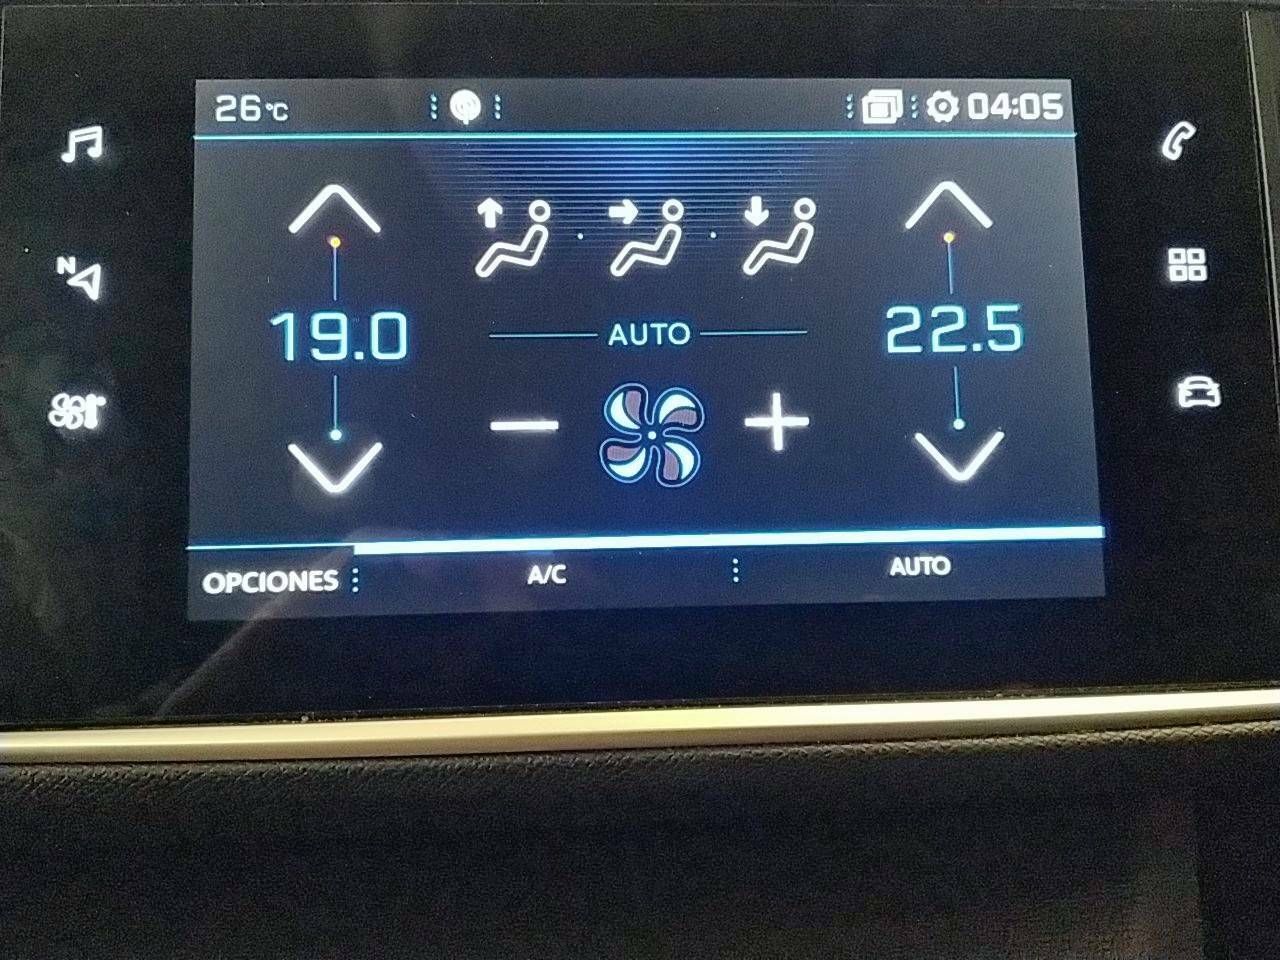 26°C
04:05
N
19.0
22.5
AUTO
OPCIONES
A/C
AUTO